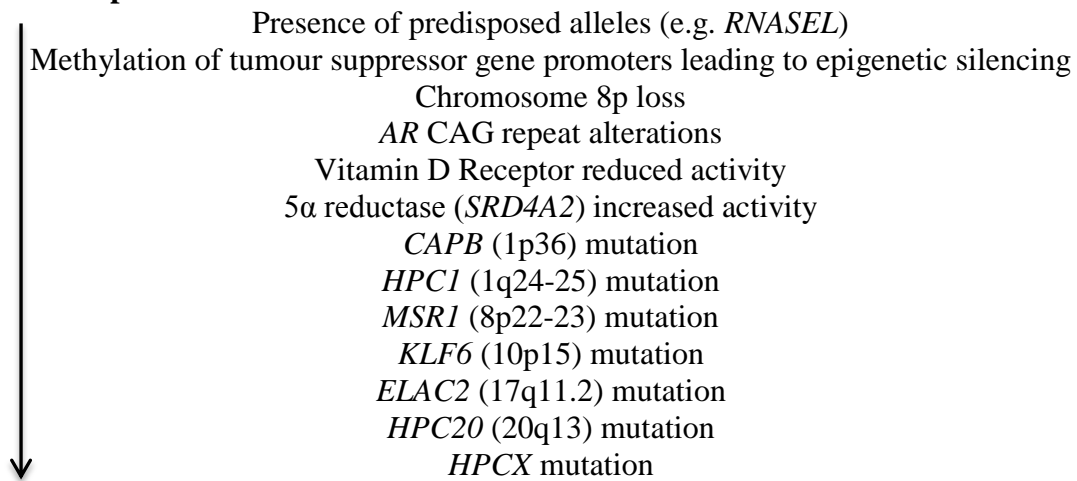 Presence of predisposed alleles (e.g. RNASEL)
Methylation of tumour suppressor gene promoters leading to epigenetic silencing
Chromosome 8p loss
AR CAG repeat alterations
Vitamin D Receptor reduced activity
5α reductase (SRD4A2) increased activity
CAPB (1p36) mutation
HPC1 (1q24-25) mutation
MSR1 (8p22-23) mutation
KLF6 (10p15) mutation
ELAC2 (17q11.2) mutation
HPC20 (20q13) mutation
HPCX mutation